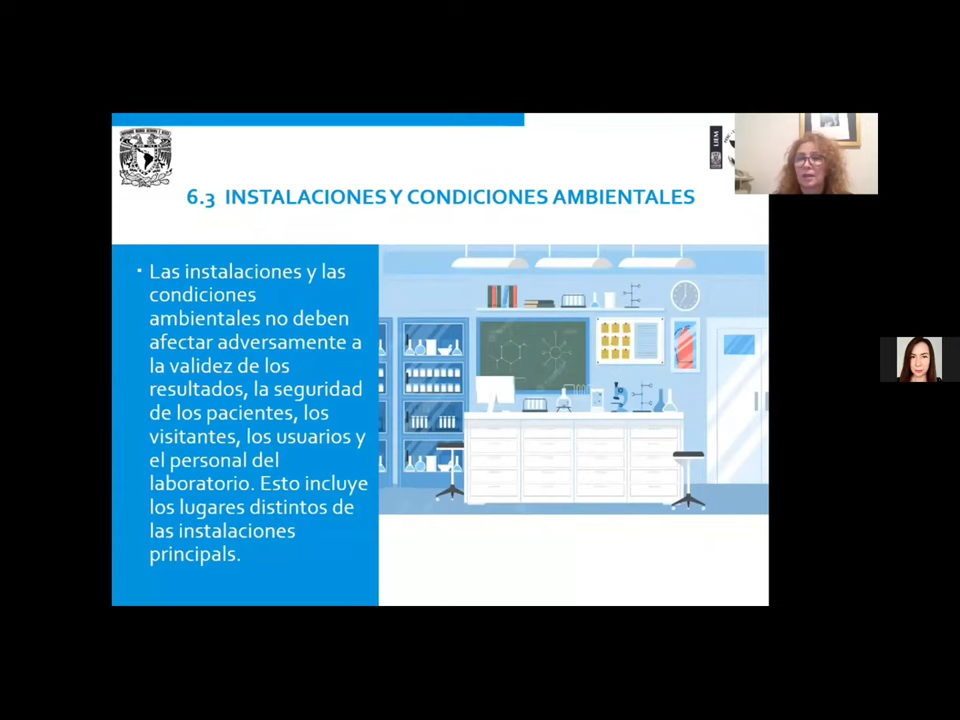 6.3 INSTALACIONES Y CONDICIONES AMBIENTALES
• Las instalaciones y las
condiciones
ambientales no deben
afectar adversamente a
la validez de los
resultados, la seguridad
de los pacientes, los
visitantes, los usuarios y
el personal del
laboratorio. Esto incluye
los lugares distintos de
las instalaciones
principals.